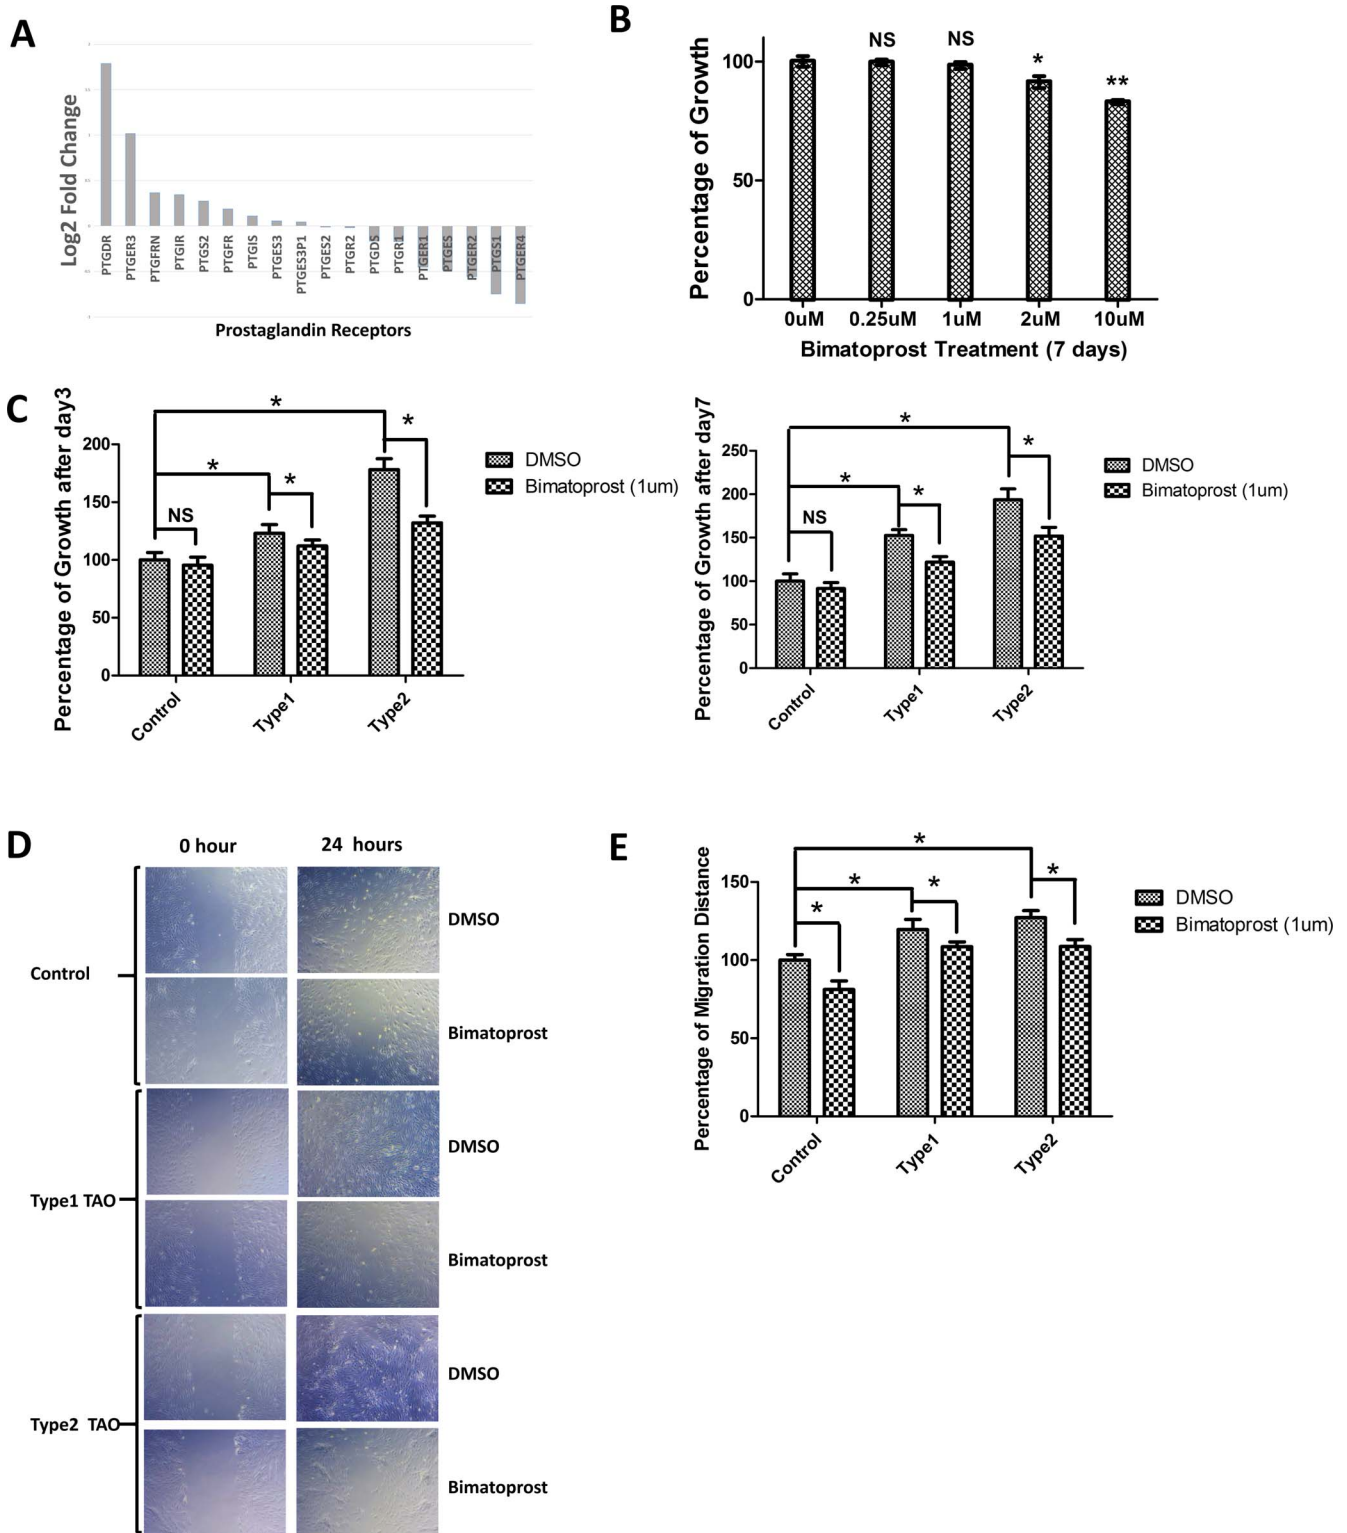 A
Log2 Fold Change
PTGDR
PTGER3
PTGFRN
PTGIR
PTGS2
PTGFR
PTGIS
PTGES3
PTGES3P1
PTGES2
PTGR2
PTGDS
PTGR1
PTGER1
PTGES
PTGER2
PTGS1
PTGER4
Prostaglandin Receptors
B
Percentage of Growth
100
50
0
NS
NS
*
**
0uM 0.25uM 1uM 2uM 10uM
Bimatoprost Treatment (7 days)
C
Percentage of Growth after day3
200
150
100
50
0
*
*
*
*
NS
Control
Type1
Type2
DMSO
Bimatoprost (1um)
Percentage of Growth after day7
250
200
150
100
50
0
*
*
*
*
NS
Control
Type1
Type2
DMSO
Bimatoprost (1um)
D
0 hour 24 hours
Control
DMSO
Bimatoprost
Type1 TAO
DMSO
Bimatoprost
Type2 TAO
DMSO
Bimatoprost
E
Percentage of Migration Distance
150
100
50
0
*
*
*
*
*
Control
Type1
Type2
DMSO
Bimatoprost (1um)